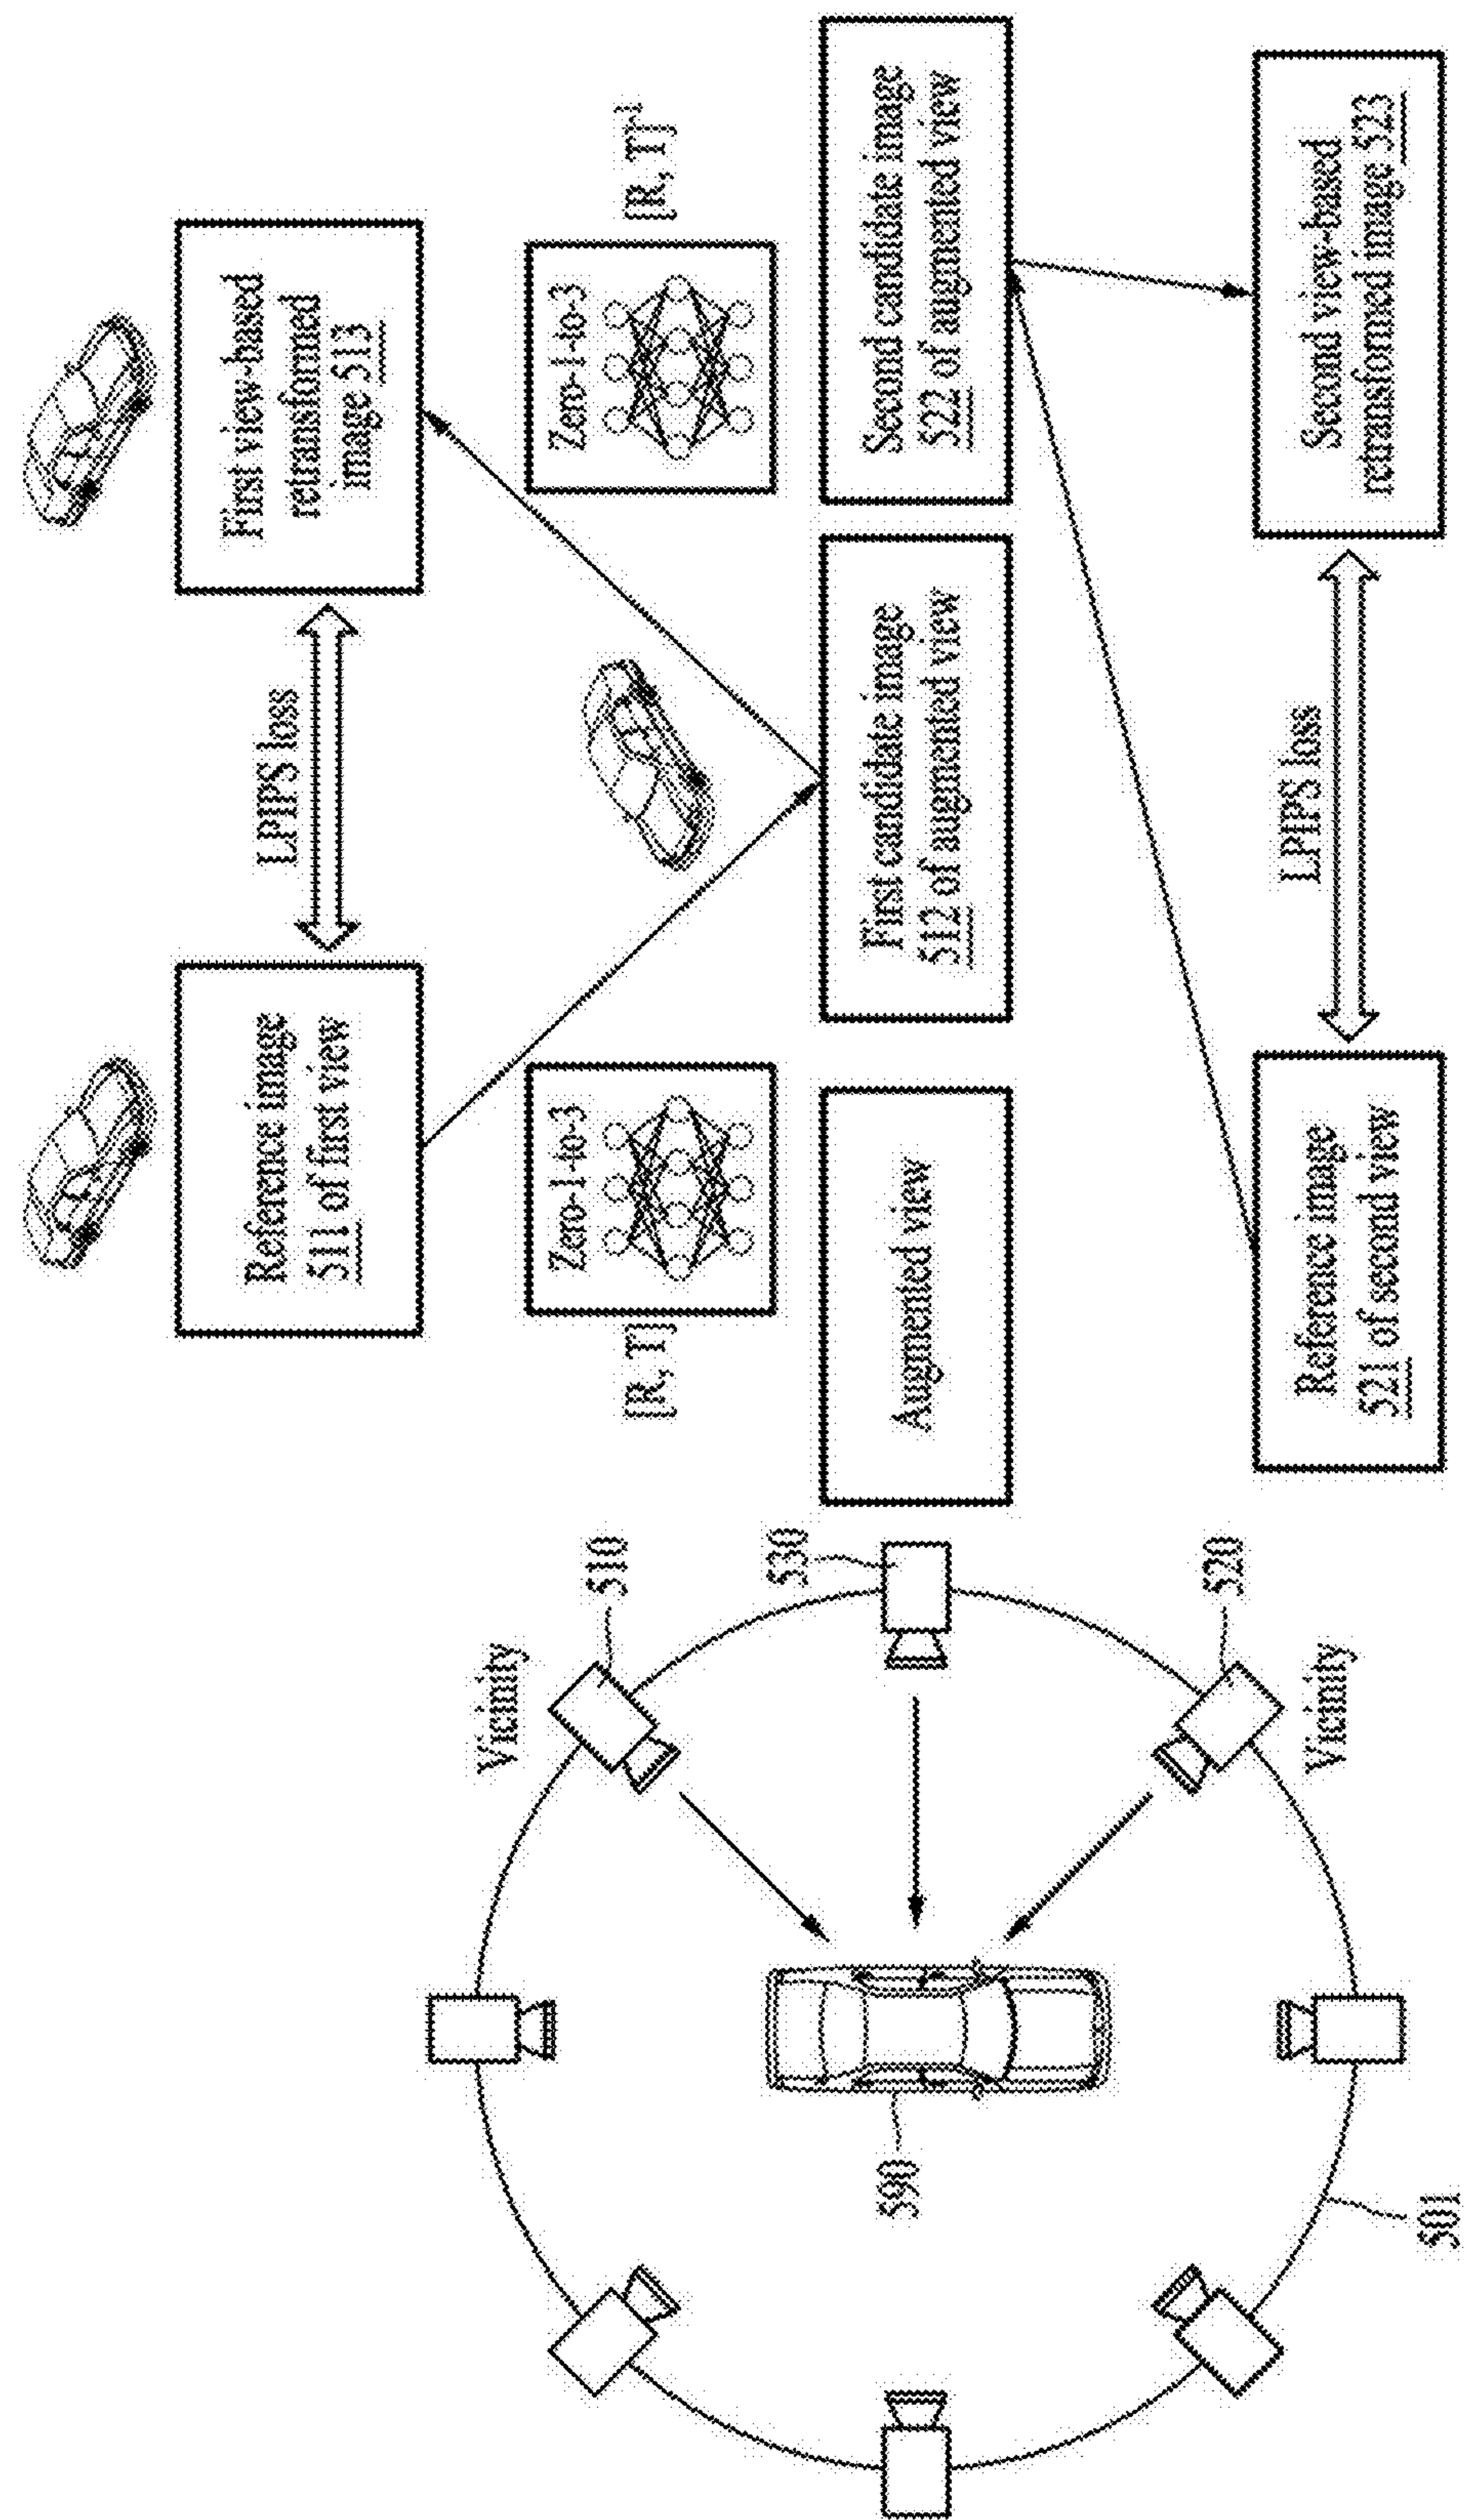 Vicinity
510
530
520
Vicinity
590
501
Reference image
511 of first view
LPIPS loss
First view-based
retransformed
image 513
[R, T]
Zero-1-to-3
Zero-1-to-3
[R, T]-1
Augmented view
First candidate image
512 of augmented view
Second candidate image
522 of augmented view
Reference image
521 of second view
LPIPS loss
Second view-based
retransfomed image 523